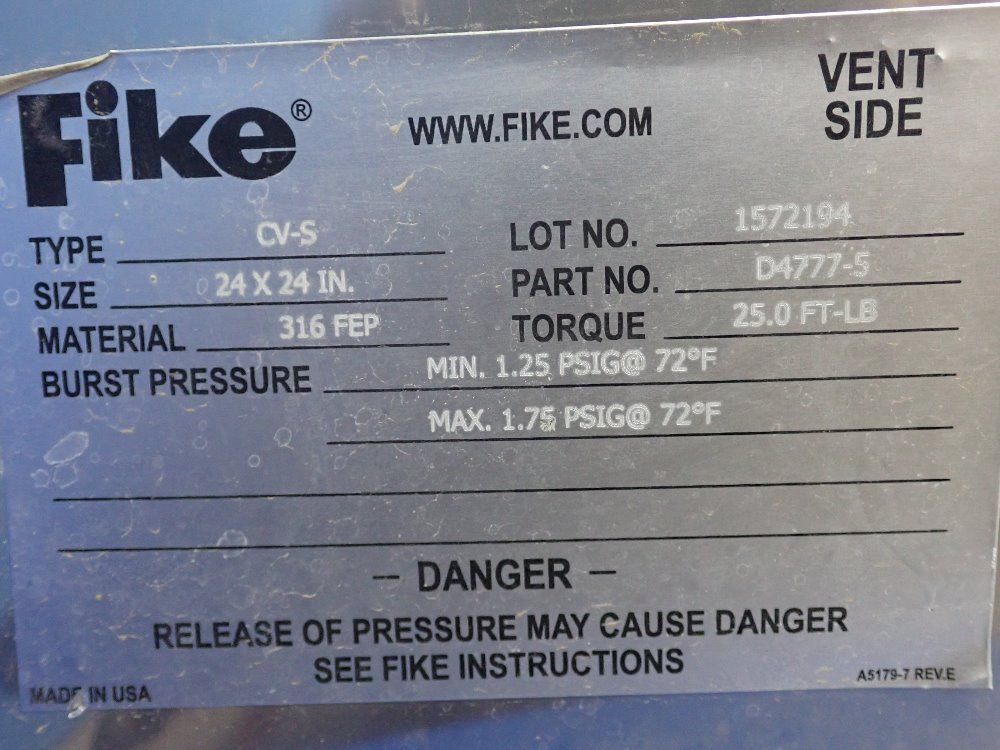 Fike® WWW.FIKE.COM VENT SIDE
TYPE CV-S LOT NO. 1572194
SIZE 24 X 24 IN. PART NO. D4777-5
MATERIAL 316 FEP TORQUE 25.0 FT-LB
BURST PRESSURE MIN. 1.25 PSIG@ 72°F
MAX. 1.75 PSIG@ 72°F
— DANGER —
RELEASE OF PRESSURE MAY CAUSE DANGER
SEE FIKE INSTRUCTIONS
MADE IN USA A5179-7 REV.E